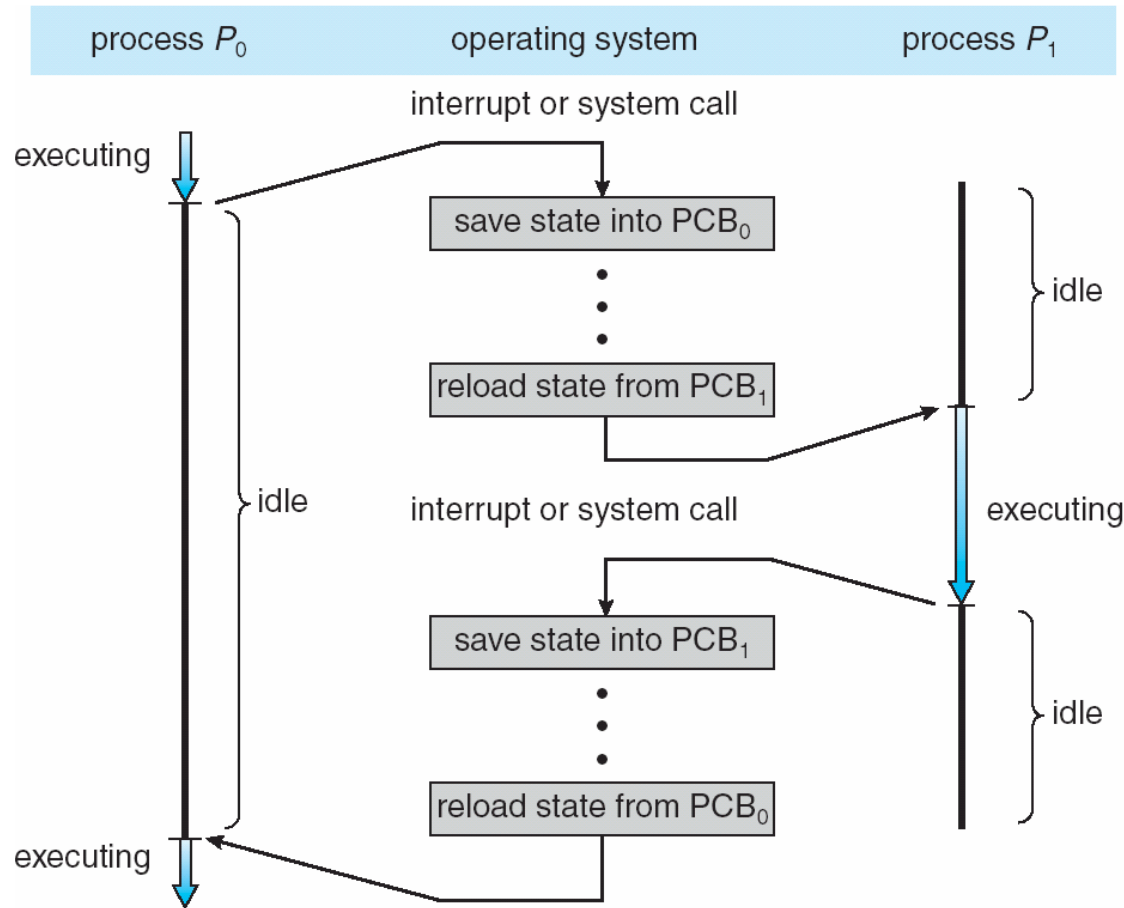 process P₀ operating system process P₁
interrupt or system call
executing
save state into PCB₀
idle
reload state from PCB₁
idle
interrupt or system call
executing
save state into PCB₁
idle
reload state from PCB₀
executing